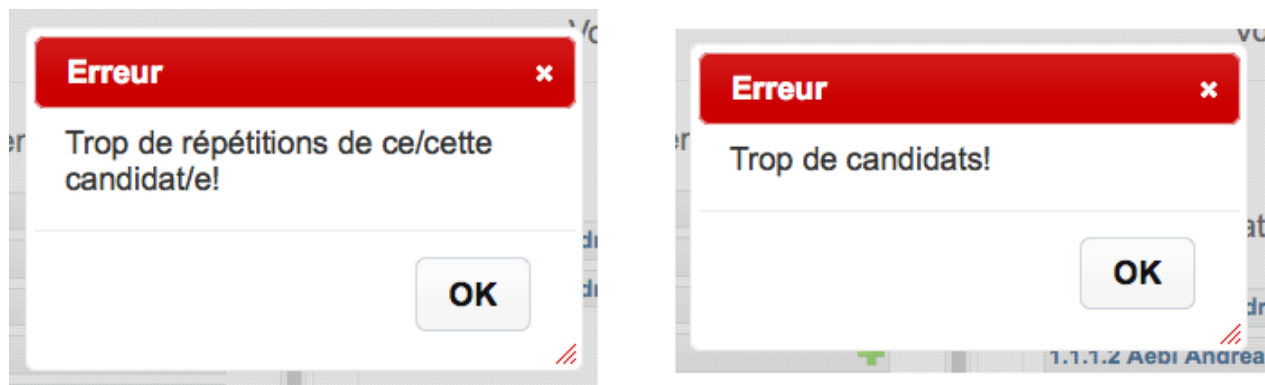 Erreur
Trop de répétitions de ce/cette
candidat/e!
OK
Erreur
Trop de candidats!
OK
1.1.1.2 Aebi Andrea